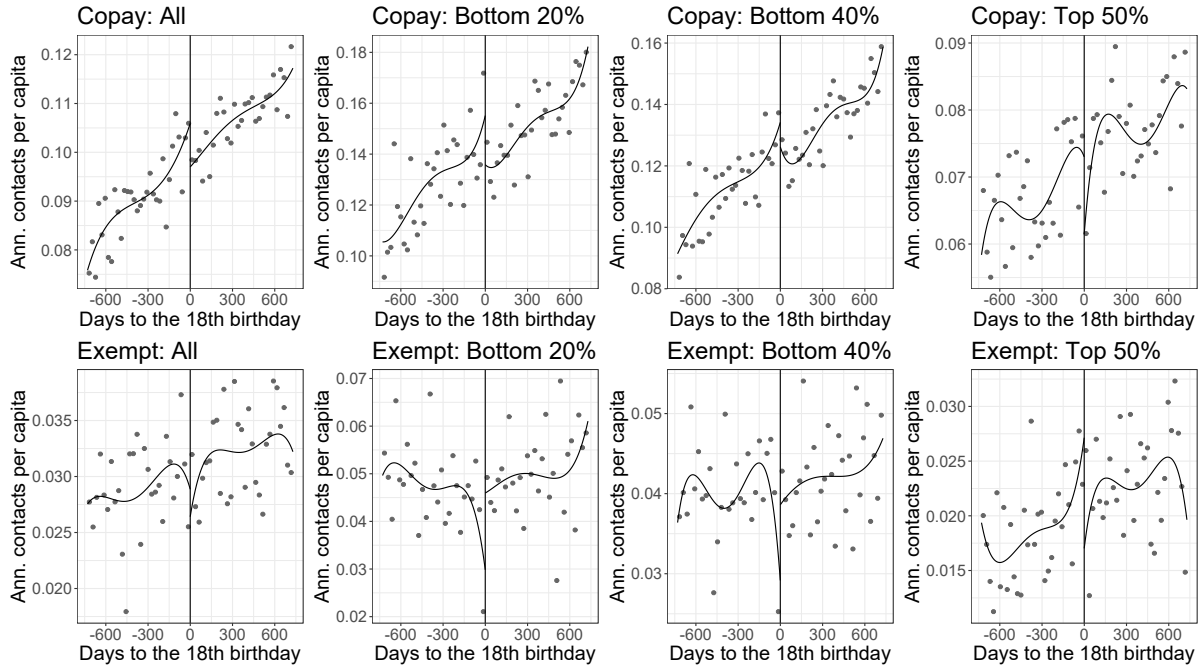 Copay: All
Copay: Bottom 20%
Copay: Bottom 40%
Copay: Top 50%
Ann. contacts per capita
0.12
0.11
0.10
0.09
0.08
-600 -300 0 300 600
Days to the 18th birthday
Ann. contacts per capita
0.18
0.16
0.14
0.12
0.10
-600 -300 0 300 600
Days to the 18th birthday
Ann. contacts per capita
0.16
0.14
0.12
0.10
0.08
-600 -300 0 300 600
Days to the 18th birthday
Ann. contacts per capita
0.09
0.08
0.07
0.06
-600 -300 0 300 600
Days to the 18th birthday
Exempt: All
Exempt: Bottom 20%
Exempt: Bottom 40%
Exempt: Top 50%
Ann. contacts per capita
0.035
0.030
0.025
0.020
-600 -300 0 300 600
Days to the 18th birthday
Ann. contacts per capita
0.07
0.06
0.05
0.04
0.03
0.02
-600 -300 0 300 600
Days to the 18th birthday
Ann. contacts per capita
0.05
0.04
0.03
-600 -300 0 300 600
Days to the 18th birthday
Ann. contacts per capita
0.030
0.025
0.020
0.015
-600 -300 0 300 600
Days to the 18th birthday